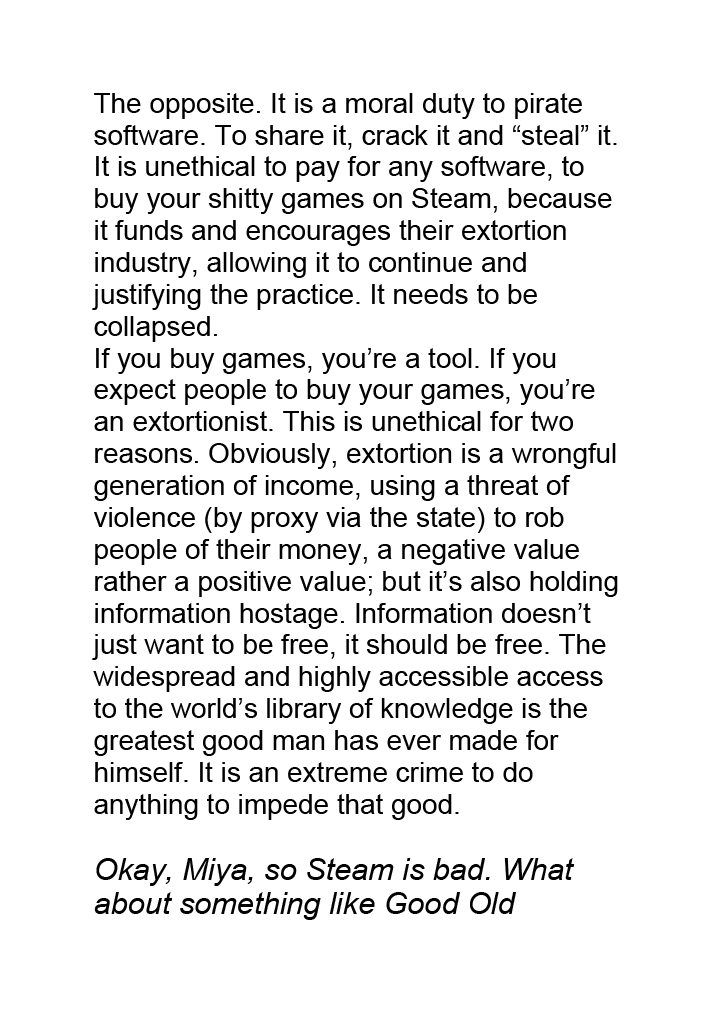 The opposite. It is a moral duty to pirate
software. To share it, crack it and “steal” it.
It is unethical to pay for any software, to
buy your shitty games on Steam, because
it funds and encourages their extortion
industry, allowing it to continue and
justifying the practice. It needs to be
collapsed.
If you buy games, you’re a tool. If you
expect people to buy your games, you’re
an extortionist. This is unethical for two
reasons. Obviously, extortion is a wrongful
generation of income, using a threat of
violence (by proxy via the state) to rob
people of their money, a negative value
rather a positive value; but it’s also holding
information hostage. Information doesn’t
just want to be free, it should be free. The
widespread and highly accessible access
to the world’s library of knowledge is the
greatest good man has ever made for
himself. It is an extreme crime to do
anything to impede that good.
Okay, Miya, so Steam is bad. What
about something like Good Old